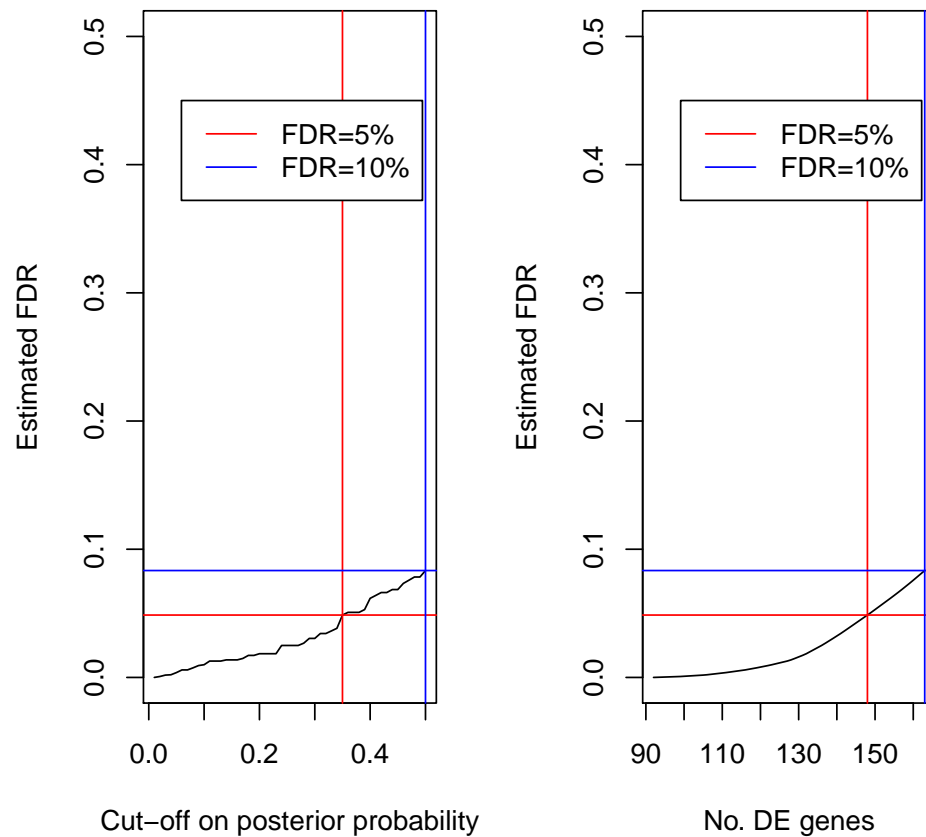 Estimated FDR
0.5
0.4
0.3
0.2
0.1
0.0
FDR=5%
FDR=10%
0.0 0.2 0.4
Cut−off on posterior probability
Estimated FDR
0.5
0.4
0.3
0.2
0.1
0.0
FDR=5%
FDR=10%
90 110 130 150
No. DE genes